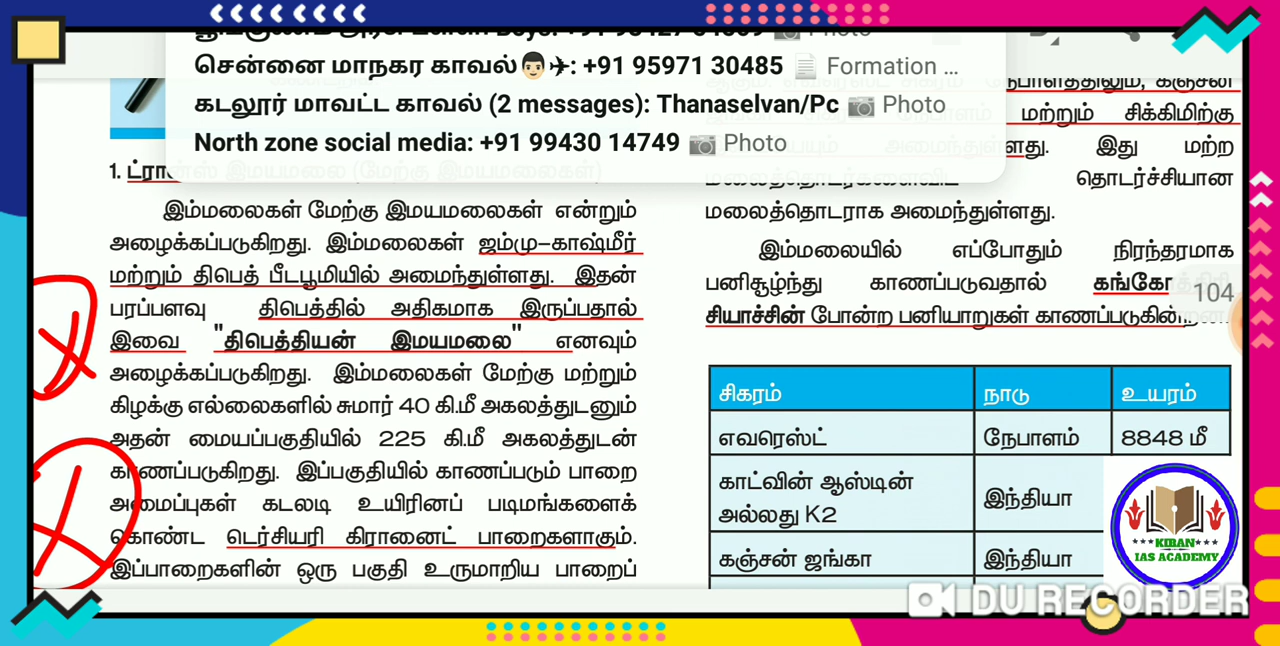 சென்னை மாநகர காவல்👨🏻✈: +91 95971 30485 📄 Formation ...
கடலூர் மாவட்ட காவல் (2 messages): Thanaselvan/Pc 📷 Photo
North zone social media: +91 99430 14749 📷 Photo
1. ட்ரான்ஸ் இமயமலை (மேற்கு இமயமலைகள்)
இம்மலைகள் மேற்கு இமயமலைகள் என்றும்
அழைக்கப்படுகிறது. இம்மலைகள் ஜம்மு–காஷ்மீர்
மற்றும் திபெத் பீடபூமியில் அமைந்துள்ளது. இதன்
பரப்பளவு திபெத்தில் அதிகமாக இருப்பதால்
இவை "திபெத்தியன் இமயமலை" எனவும்
அழைக்கப்படுகிறது. இம்மலைகள் மேற்கு மற்றும்
கிழக்கு எல்லைகளில் சுமார் 40 கி.மீ அகலத்துடனும்
அதன் மையப்பகுதியில் 225 கி.மீ அகலத்துடன்
காணப்படுகிறது. இப்பகுதியில் காணப்படும் பாறை
அமைப்புகள் கடலடி உயிரினப் படிமங்களைக்
கொண்ட டெர்சியரி கிரானைட் பாறைகளாகும்.
இப்பாறைகளின் ஒரு பகுதி உருமாறிய பாறைப்
மற்றும் சிக்கிமிற்கு
அமைந்துள்ளது. இது மற்ற
மலைத்தொடர்களைவிட தொடர்ச்சியான
மலைத்தொடராக அமைந்துள்ளது.
இம்மலையில் எப்போதும் நிரந்தரமாக
பனிசூழ்ந்து காணப்படுவதால் கங்கோத்திரி
104
சியாச்சின் போன்ற பனியாறுகள் காணப்படுகின்றன.
சிகரம் நாடு உயரம்
எவரெஸ்ட் நேபாளம் 8848 மீ
காட்வின் ஆஸ்டின்
அல்லது K2 இந்தியா
கஞ்சன் ஜங்கா இந்தியா
KIRAN
IAS ACADEMY
DU RECORDER